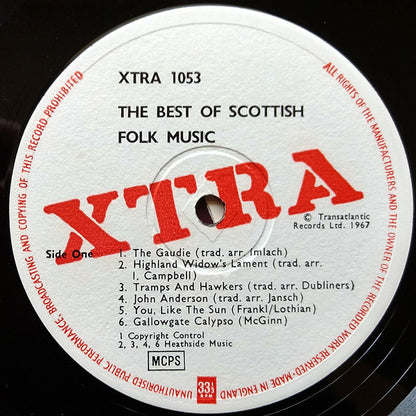 XTRA 1053
THE BEST OF SCOTTISH
FOLK MUSIC
XTRA
© Transatlantic
Records Ltd. 1967
Side One
1. The Gaudie (trad. arr. Imlach)
2. Highland Widow's Lament (trad. arr.
I. Campbell)
3. Tramps And Hawkers (trad. arr. Dubliners)
4. John Anderson (trad. arr. Jansch)
5. You, Like The Sun (Frankl/Lothian)
6. Gallowgate Calypso (McGinn)
1 Copyright Control
2, 3, 4, 6 Heathside Music
MCPS
33⅓
RPM
ALL RIGHTS OF THE MANUFACTURERS AND OF THE OWNER OF THE RECORDED WORK RESERVED-MADE IN ENGLAND
UNAUTHORISED PUBLIC PERFORMANCE, BROADCASTING AND COPYING OF THIS RECORD PROHIBITED